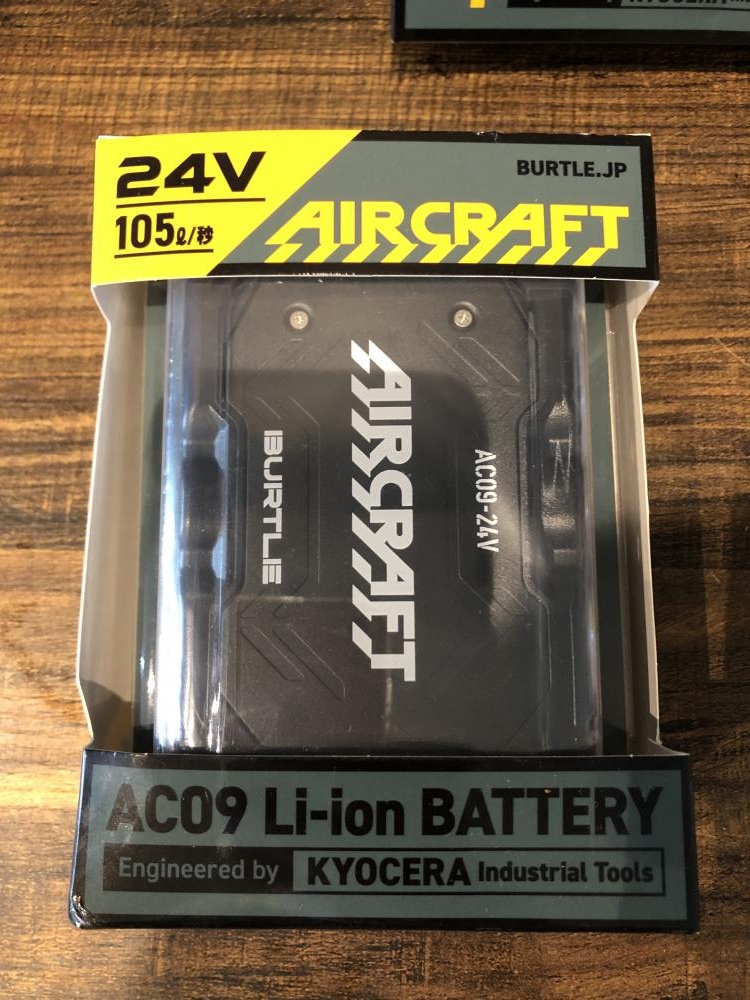 KYOCERA
24V
BURTLE.JP
105ℓ/秒
AIRCRAFT
AIRCRAFT
BURTLE
AC09-24V
AC09 Li-ion BATTERY
Engineered by KYOCERA Industrial Tools